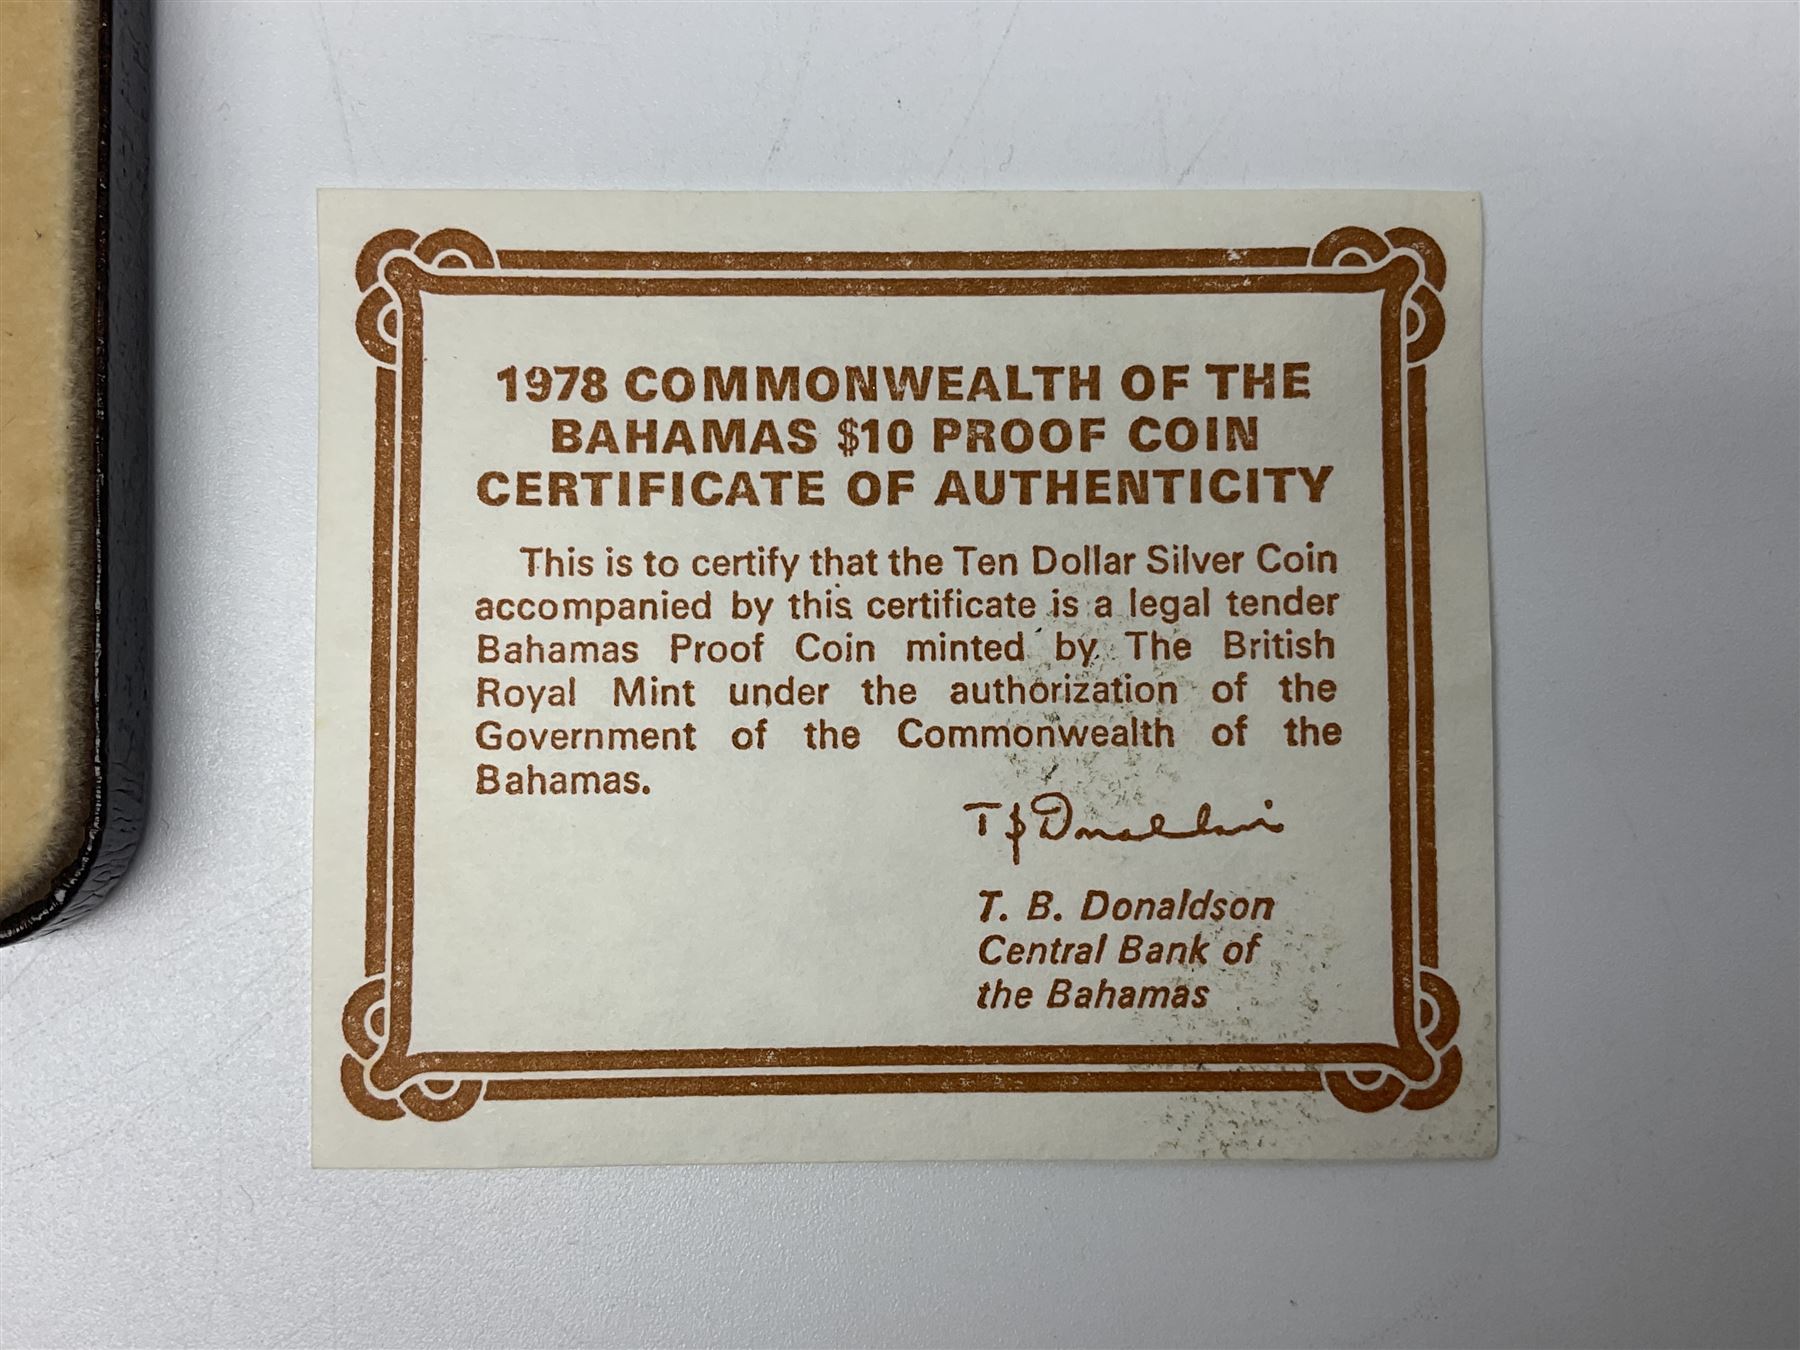 1978 COMMONWEALTH OF THE
BAHAMAS $10 PROOF COIN
CERTIFICATE OF AUTHENTICITY
This is to certify that the Ten Dollar Silver Coin
accompanied by this certificate is a legal tender
Bahamas Proof Coin minted by The British
Royal Mint under the authorization of the
Government of the Commonwealth of the
Bahamas.
T B Donaldson
T. B. Donaldson
Central Bank of
the Bahamas